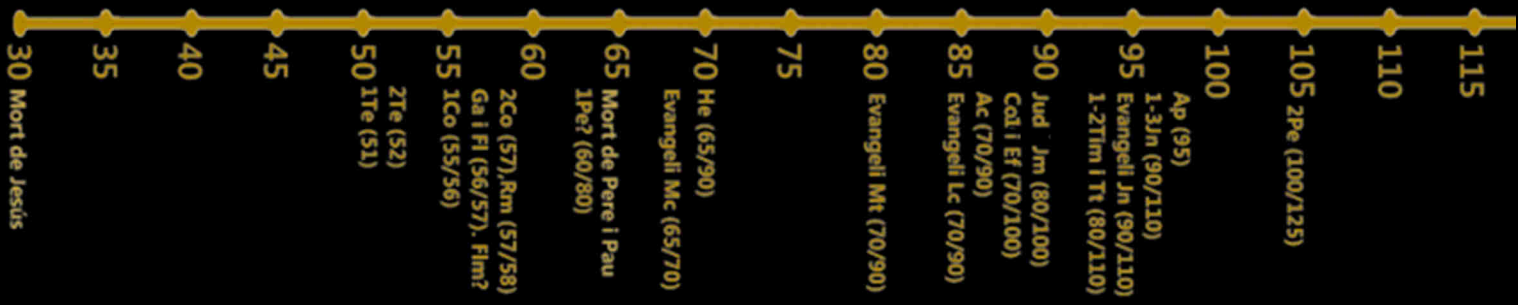 30
35
40
45
50
55
60
65
70
75
80
85
90
95
100
105
110
115
Mort de Jesús
1Te (51)
2Te (52)
1Co (55/56)
Ga i Fl (56/57). Flm?
2Co (57),Rm (57/58)
1Pe? (60/80)
Mort de Pere i Pau
Evangeli Mc (65/70)
He (65/90)
Evangeli Mt (70/90)
Evangeli Lc (70/90)
Ac (70/90)
Col i Ef (70/100)
Jud Jm (80/100)
1-2Tim i Tt (80/110)
Evangeli Jn (90/110)
1-3Jn (90/110)
Ap (95)
2Pe (100/125)